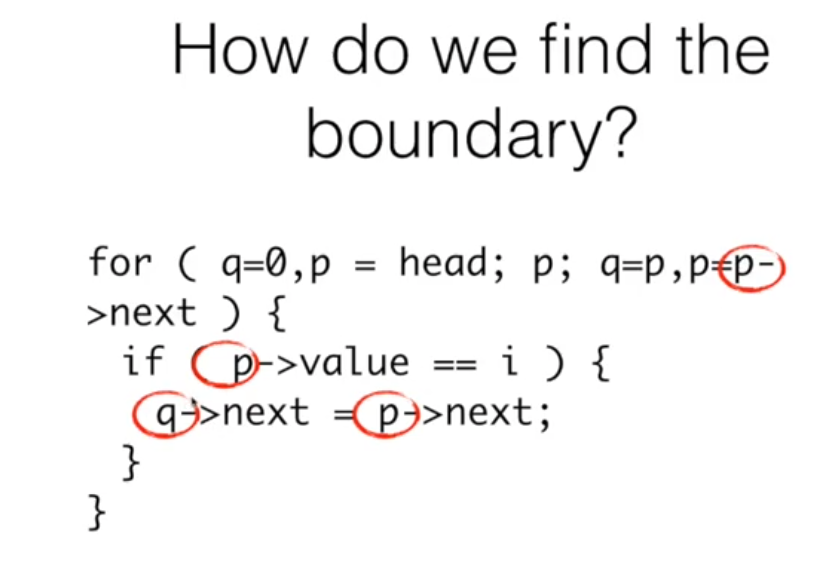 How do we find the
boundary?
for ( q=0,p = head; p; q=p,p=p-
>next ) {
if ( p->value == i ) {
q->next = p->next;
}
}